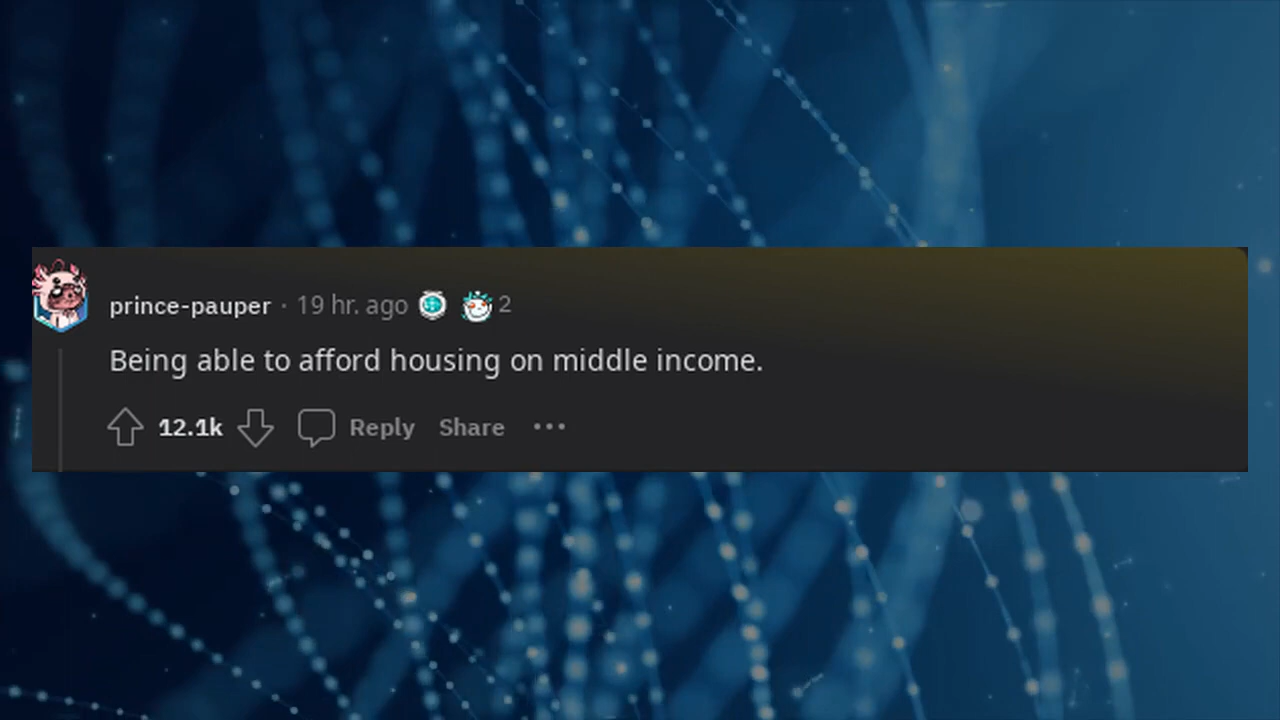 prince-pauper · 19 hr. ago 2
Being able to afford housing on middle income.
12.1k Reply Share ···